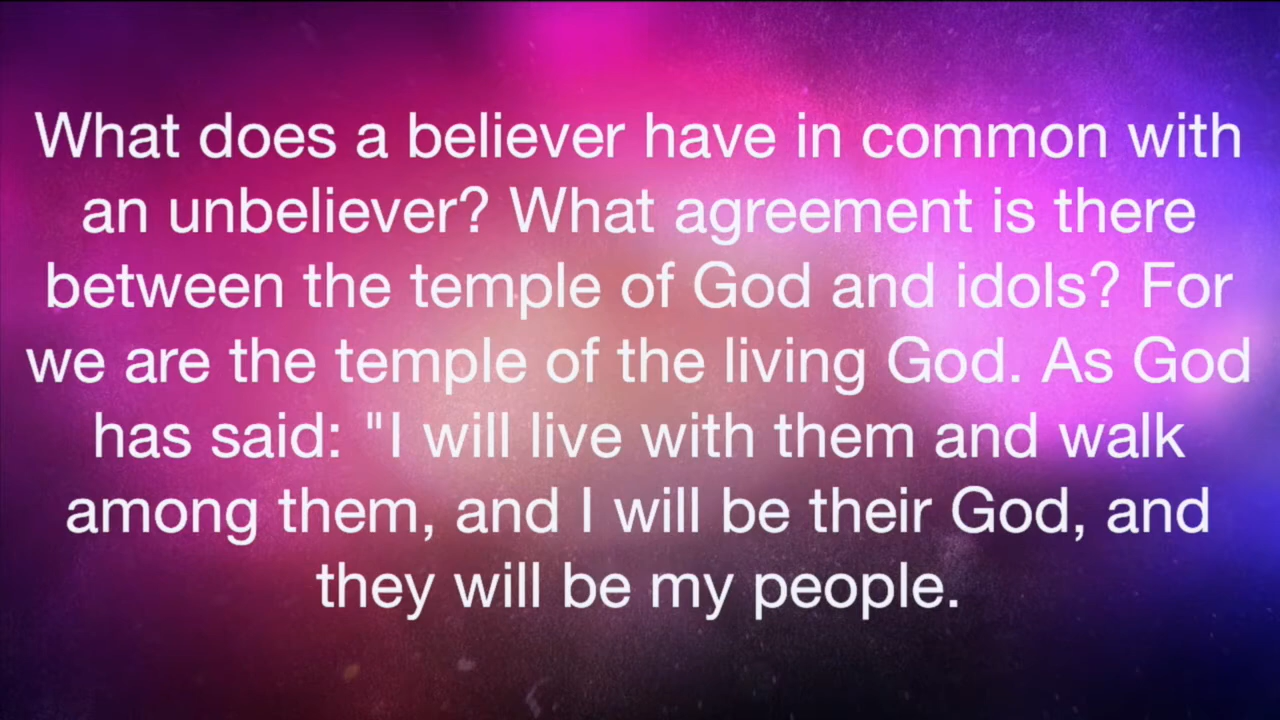 What does a believer have in common with
an unbeliever? What agreement is there
between the temple of God and idols? For
we are the temple of the living God. As God
has said: "I will live with them and walk
among them, and I will be their God, and
they will be my people.